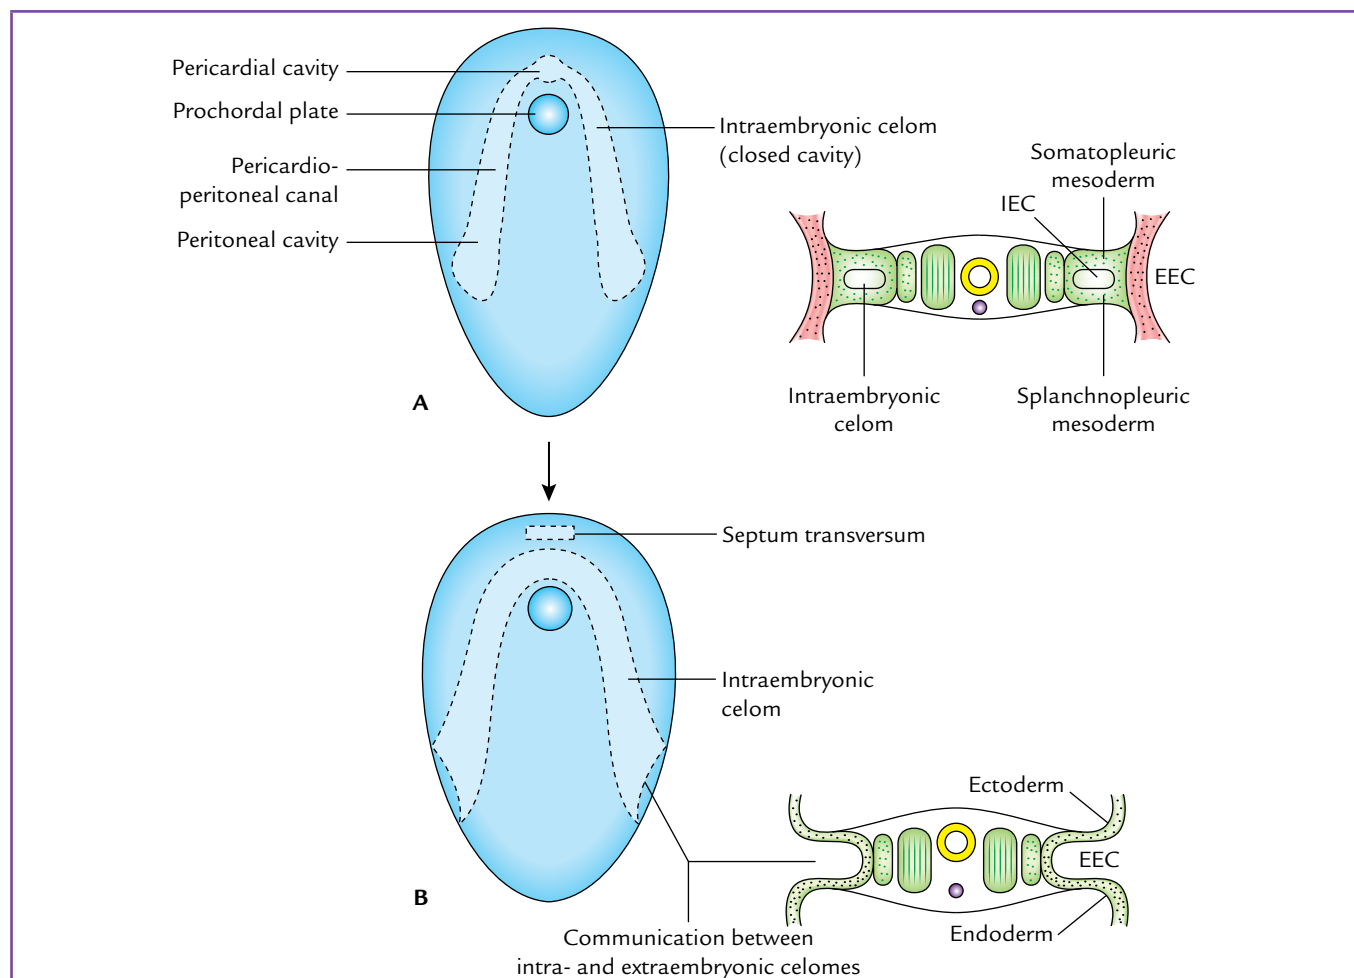 Pericardial cavity
Prochordal plate
Pericardio-
peritoneal canal
Peritoneal cavity
Intraembryonic celom
(closed cavity)
Somatopleuric
mesoderm
IEC
EEC
Intraembryonic
celom
Splanchnopleuric
mesoderm
A
Septum transversum
Intraembryonic
celom
Ectoderm
EEC
Endoderm
B
Communication between
intra- and extraembryonic celomes